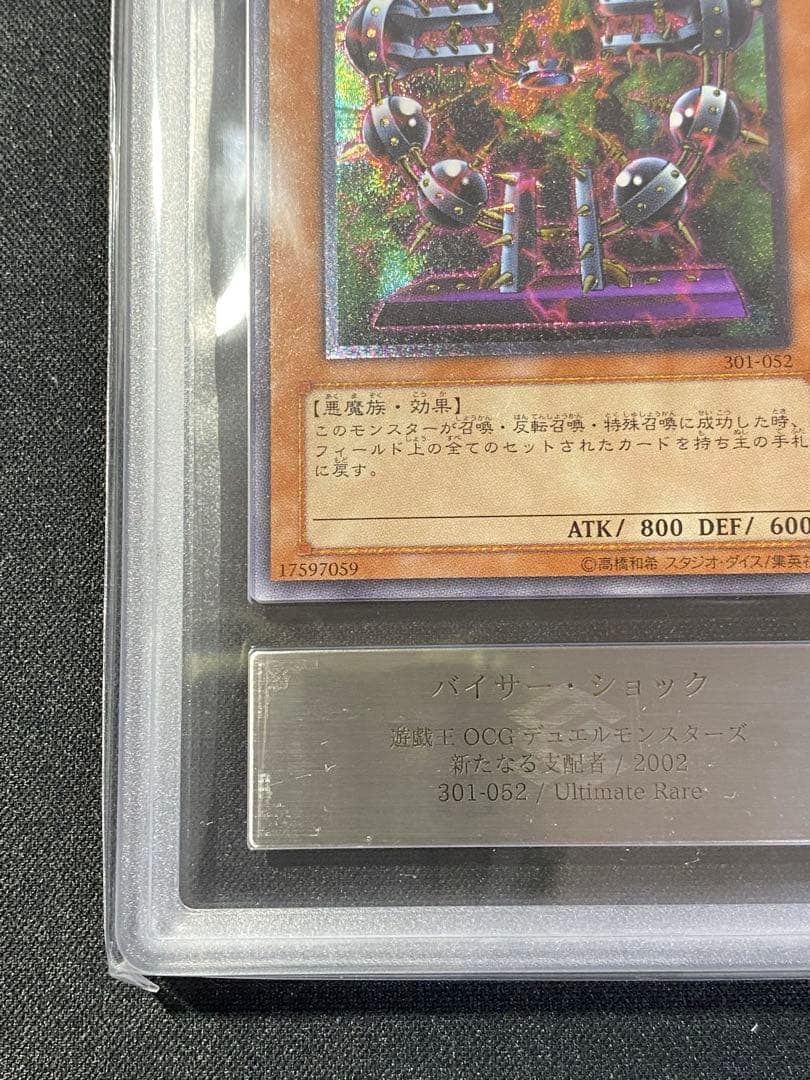 301-052
【悪魔族・効果】
このモンスターが召喚・反転召喚・特殊召喚に成功した時、
フィールド上の全てのセットされたカードを持ち主の手札
に戻す。
ATK/ 800 DEF/ 600
17597059
©高橋和希 スタジオ・ダイス/集英社
バイサー・ショック
遊戯王 OCG デュエルモンスターズ
新たなる支配者 / 2002
301-052 / Ultimate Rare